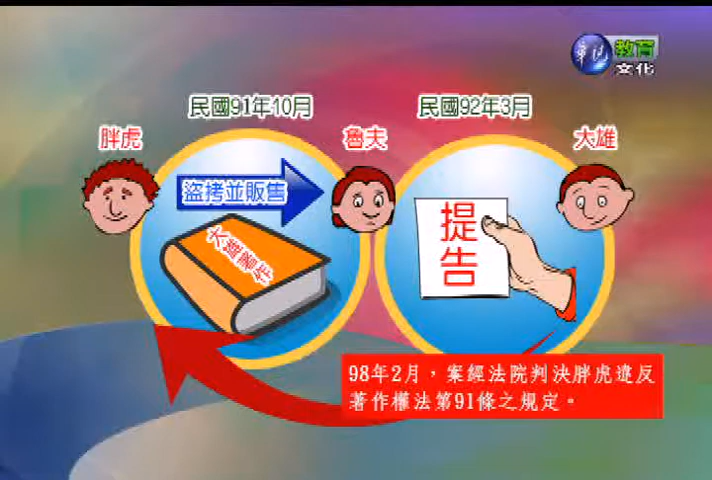 華視
教育
文化
民國91年10月
民國92年3月
胖虎
魯夫
大雄
盜拷並販售
大雄著作
提告
98年2月，案經法院判決胖虎違反
著作權法第91條之規定。